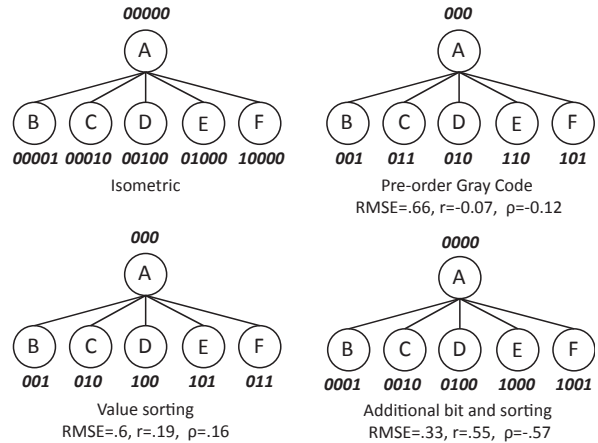 00000
A
B C D E F
00001 00010 00100 01000 10000
Isometric
000
A
B C D E F
001 011 010 110 101
Pre-order Gray Code
RMSE=.66, r=-0.07, ρ=-0.12
000
A
B C D E F
001 010 100 101 011
Value sorting
RMSE=.6, r=.19, ρ=.16
0000
A
B C D E F
0001 0010 0100 1000 1001
Additional bit and sorting
RMSE=.33, r=.55, ρ=-.57